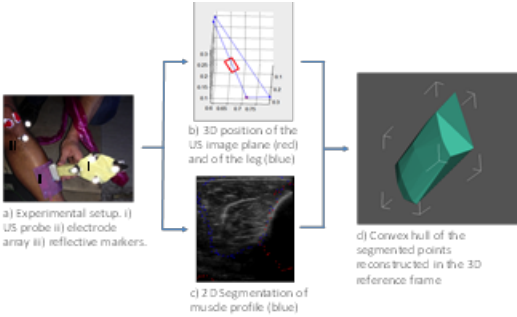 a) Experimental setup. i)
US probe ii) electrode
array iii) reflective markers.
b) 3D position of the
US image plane (red)
and of the leg (blue)
c) 2D Segmentation of
muscle profile (blue)
d) Convex hull of the
segmented points
reconstructed in the 3D
reference frame